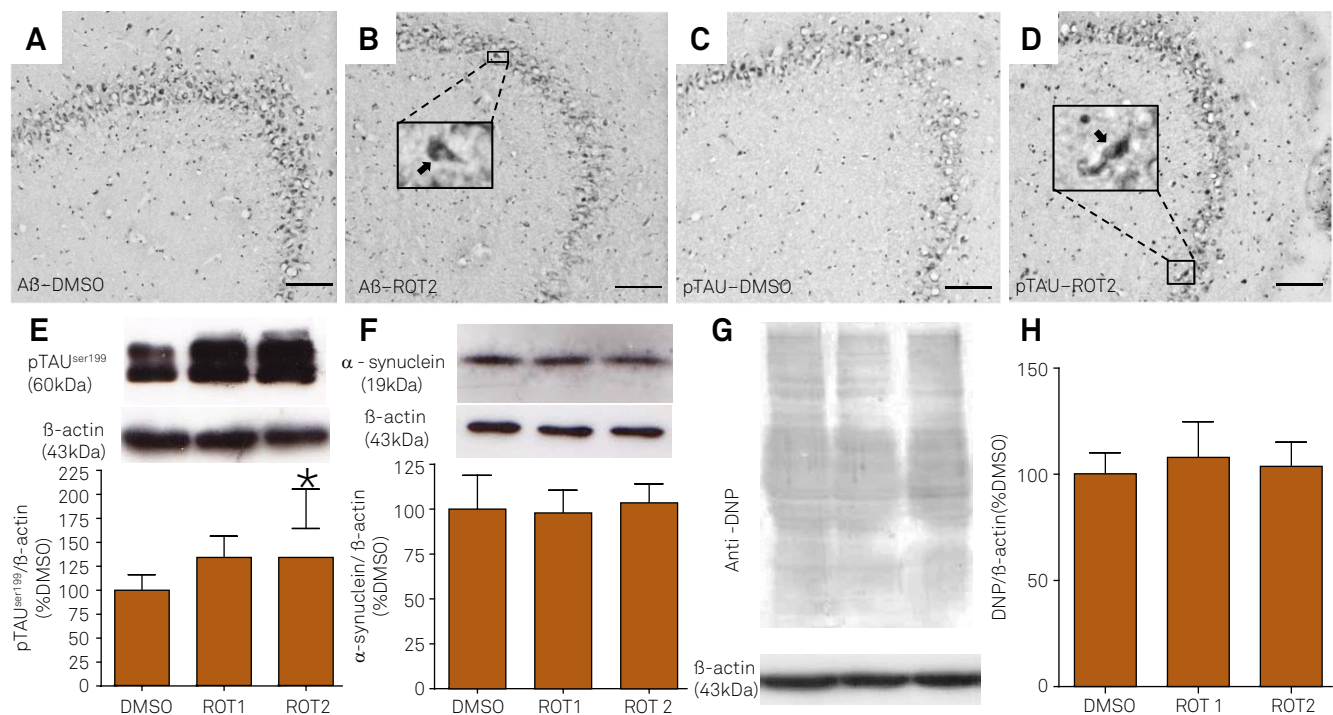 A
B
C
D
Aß–DMSO
Aß–ROT2
pTAU–DMSO
pTAU–ROT2
E
pTAUser199
(60kDa)
ß-actin
(43kDa)
pTAUser199/ß-actin
(%DMSO)
225
200
175
150
125
100
75
50
25
0
*
DMSO
ROT1
ROT2
F
α - synuclein
(19kDa)
ß-actin
(43kDa)
α-synuclein/ ß-actin
(%DMSO)
125
100
75
50
25
0
DMSO
ROT1
ROT 2
G
Anti -DNP
ß-actin
(43kDa)
H
DNP/ß-actin(%DMSO)
150
100
50
0
DMSO
ROT 1
ROT2